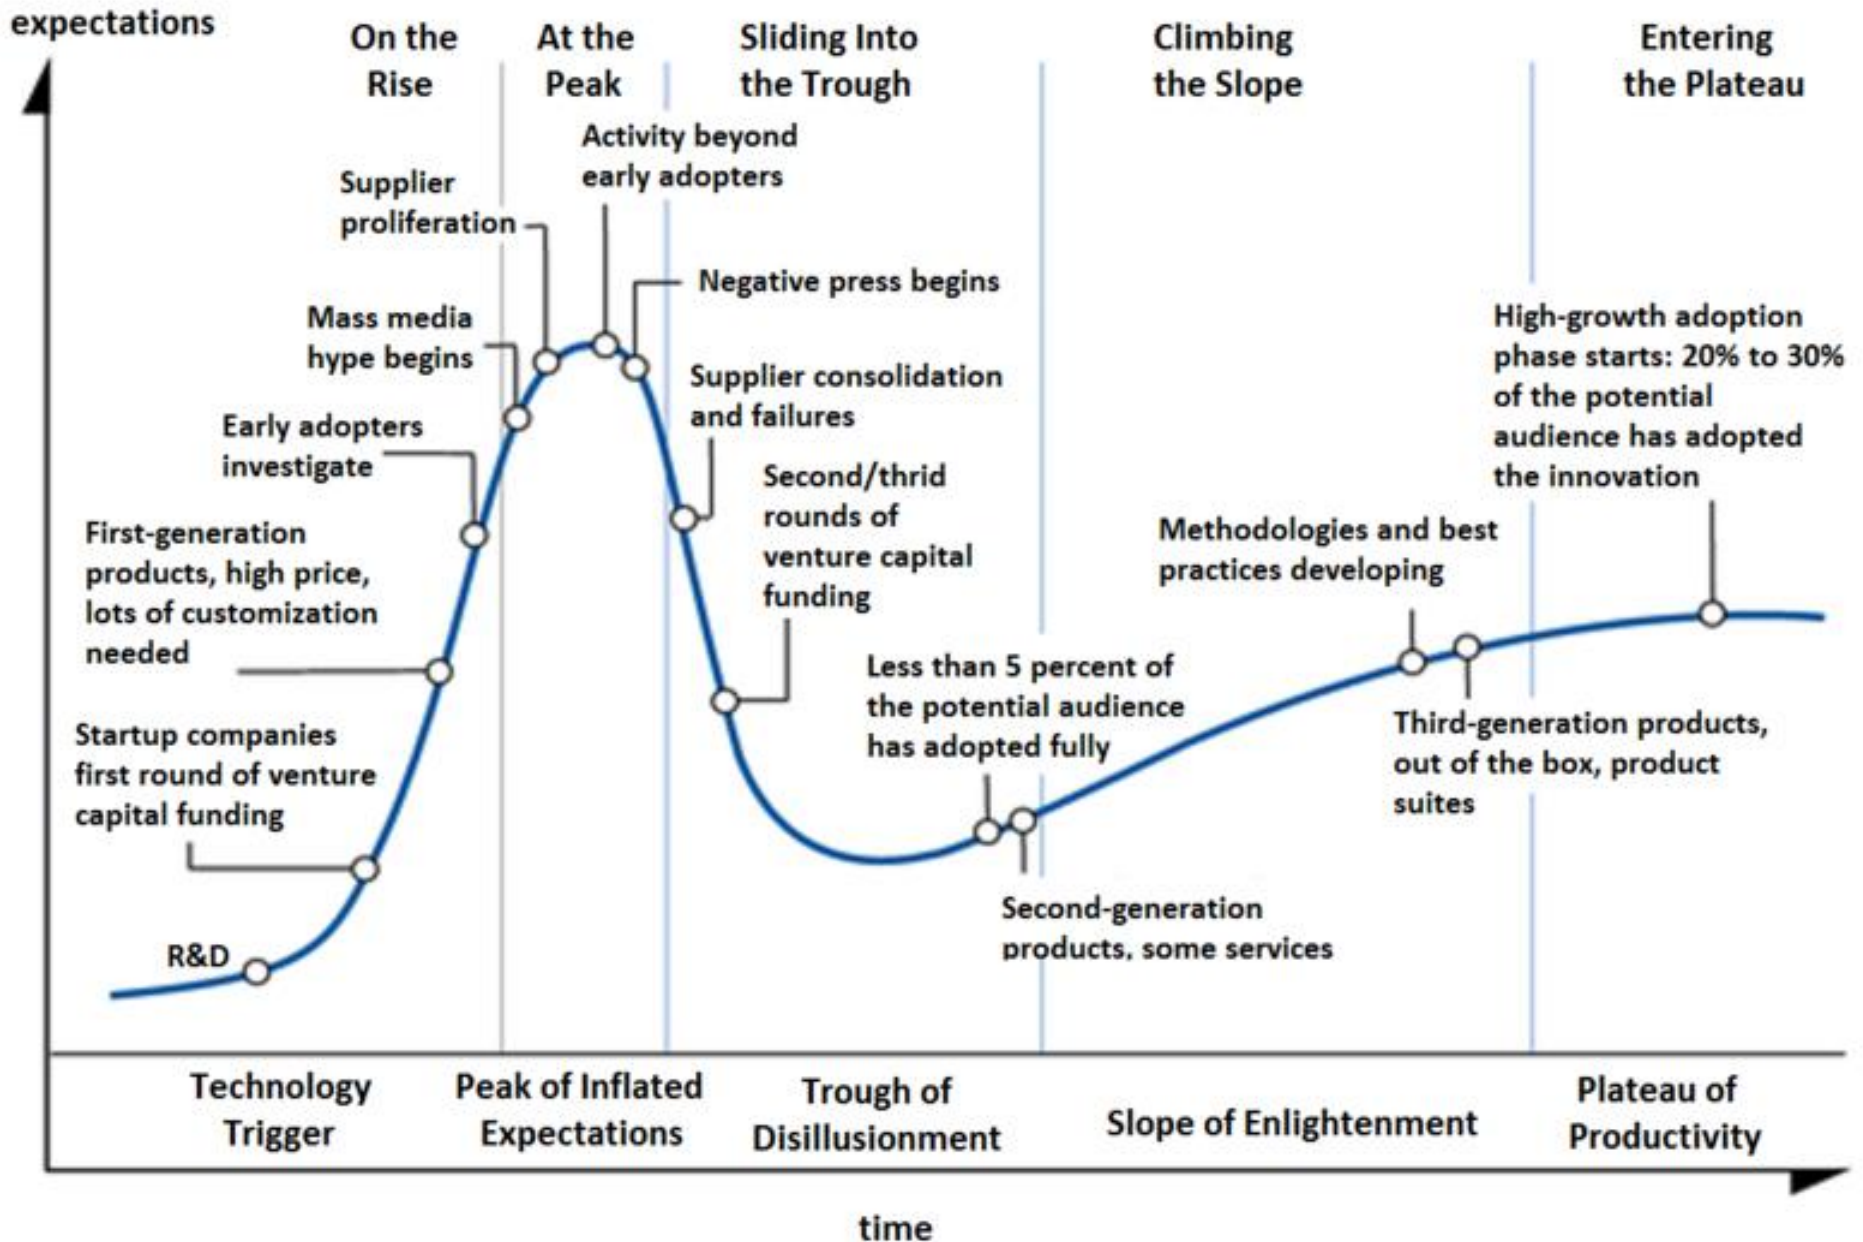 expectations
On the
Rise
At the
Peak
Sliding Into
the Trough
Climbing
the Slope
Entering
the Plateau
Activity beyond
early adopters
Supplier
proliferation
Negative press begins
Mass media
hype begins
High-growth adoption
phase starts: 20% to 30%
of the potential
audience has adopted
the innovation
Supplier consolidation
and failures
Early adopters
investigate
Second/thrid
rounds of
venture capital
funding
First-generation
products, high price,
lots of customization
needed
Methodologies and best
practices developing
Less than 5 percent of
the potential audience
has adopted fully
Startup companies
first round of venture
capital funding
Third-generation products,
out of the box, product
suites
Second-generation
products, some services
R&D
Technology
Trigger
Peak of Inflated
Expectations
Trough of
Disillusionment
Slope of Enlightenment
Plateau of
Productivity
time